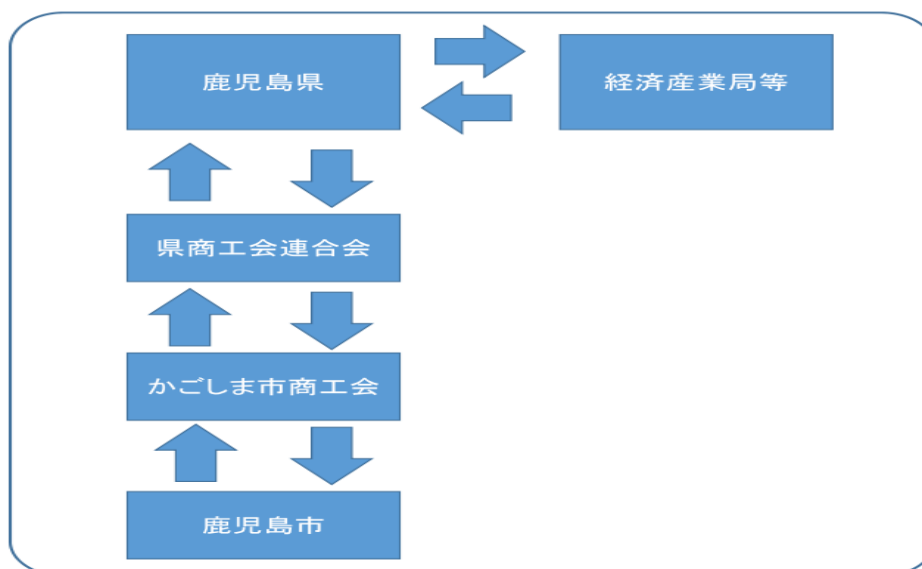 鹿児島県
経済産業局等
県商工会連合会
かごしま市商工会
鹿児島市